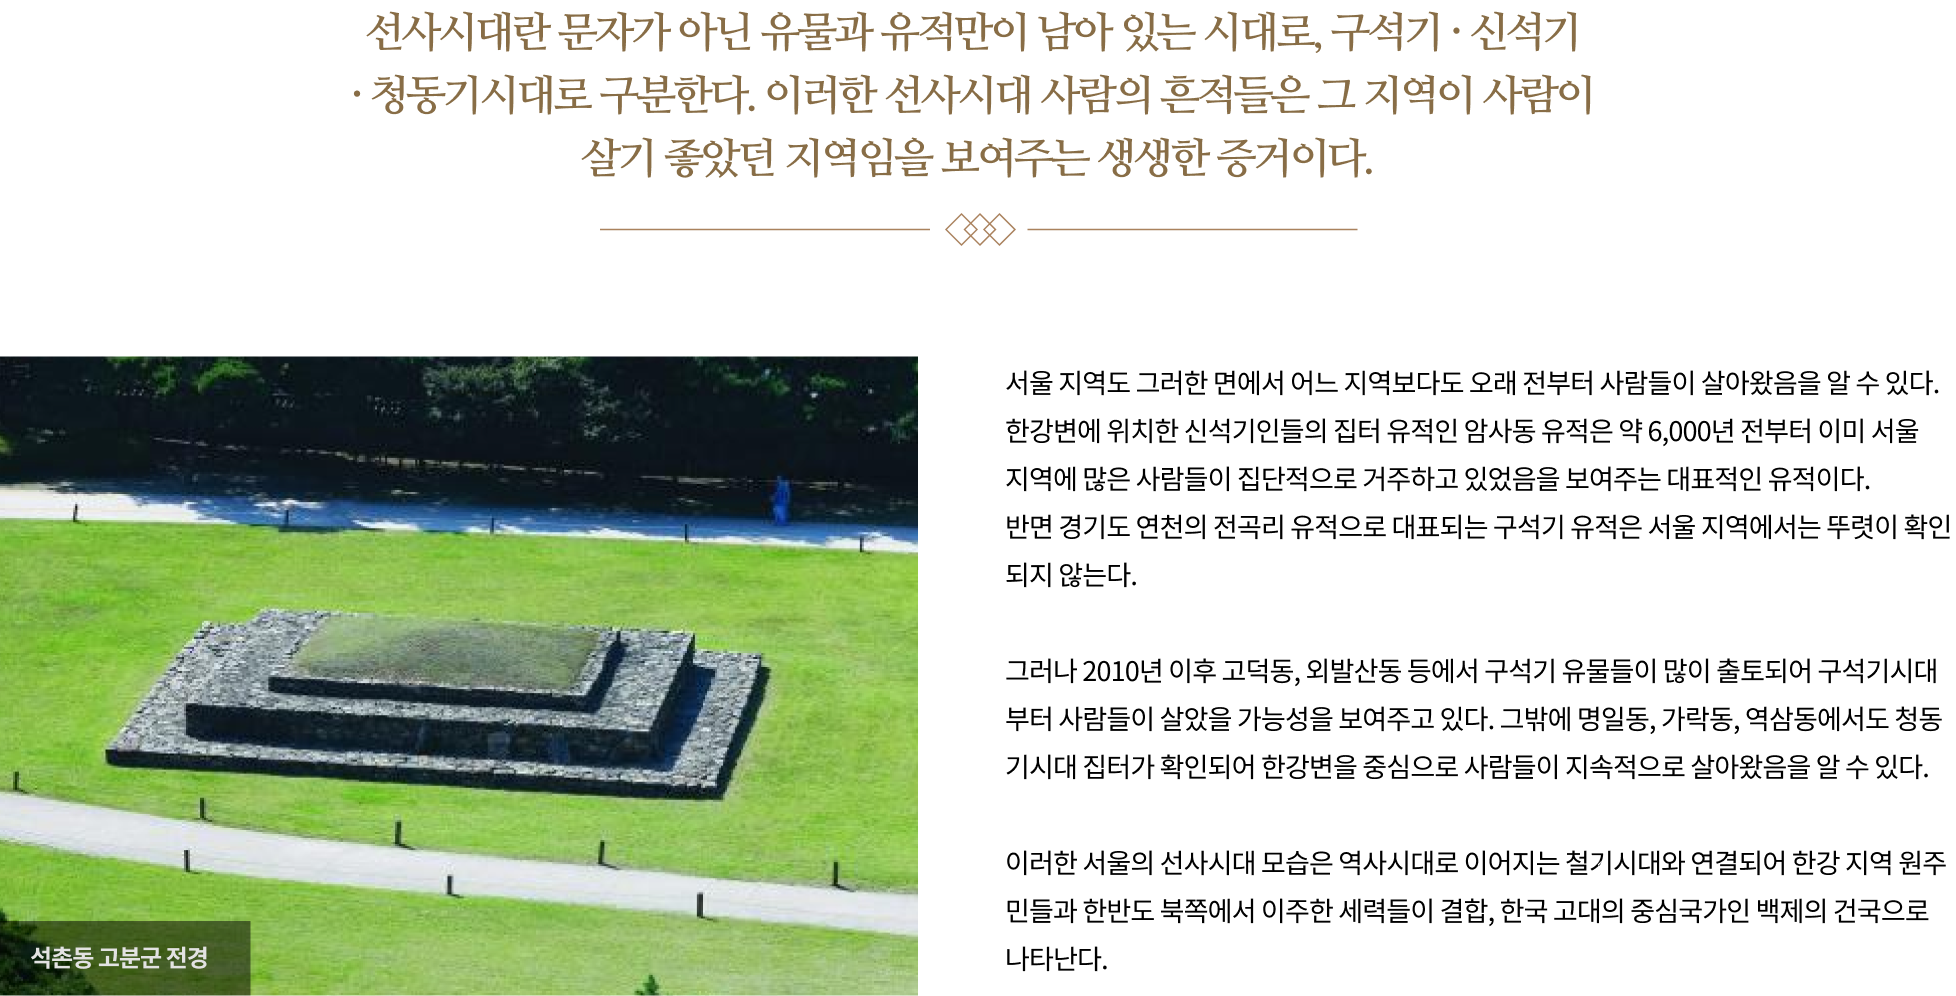 선사시대란 문자가 아닌 유물과 유적만이 남아 있는 시대로, 구석기 · 신석기
· 청동기시대로 구분한다. 이러한 선사시대 사람의 흔적들은 그 지역이 사람이
살기 좋았던 지역임을 보여주는 생생한 증거이다.
서울 지역도 그러한 면에서 어느 지역보다도 오래 전부터 사람들이 살아왔음을 알 수 있다.
한강변에 위치한 신석기인들의 집터 유적인 암사동 유적은 약 6,000년 전부터 이미 서울
지역에 많은 사람들이 집단적으로 거주하고 있었음을 보여주는 대표적인 유적이다.
반면 경기도 연천의 전곡리 유적으로 대표되는 구석기 유적은 서울 지역에서는 뚜렷이 확인
되지 않는다.
그러나 2010년 이후 고덕동, 외발산동 등에서 구석기 유물들이 많이 출토되어 구석기시대
부터 사람들이 살았을 가능성을 보여주고 있다. 그밖에 명일동, 가락동, 역삼동에서도 청동
기시대 집터가 확인되어 한강변을 중심으로 사람들이 지속적으로 살아왔음을 알 수 있다.
이러한 서울의 선사시대 모습은 역사시대로 이어지는 철기시대와 연결되어 한강 지역 원주
민들과 한반도 북쪽에서 이주한 세력들이 결합, 한국 고대의 중심국가인 백제의 건국으로
나타난다.
석촌동 고분군 전경